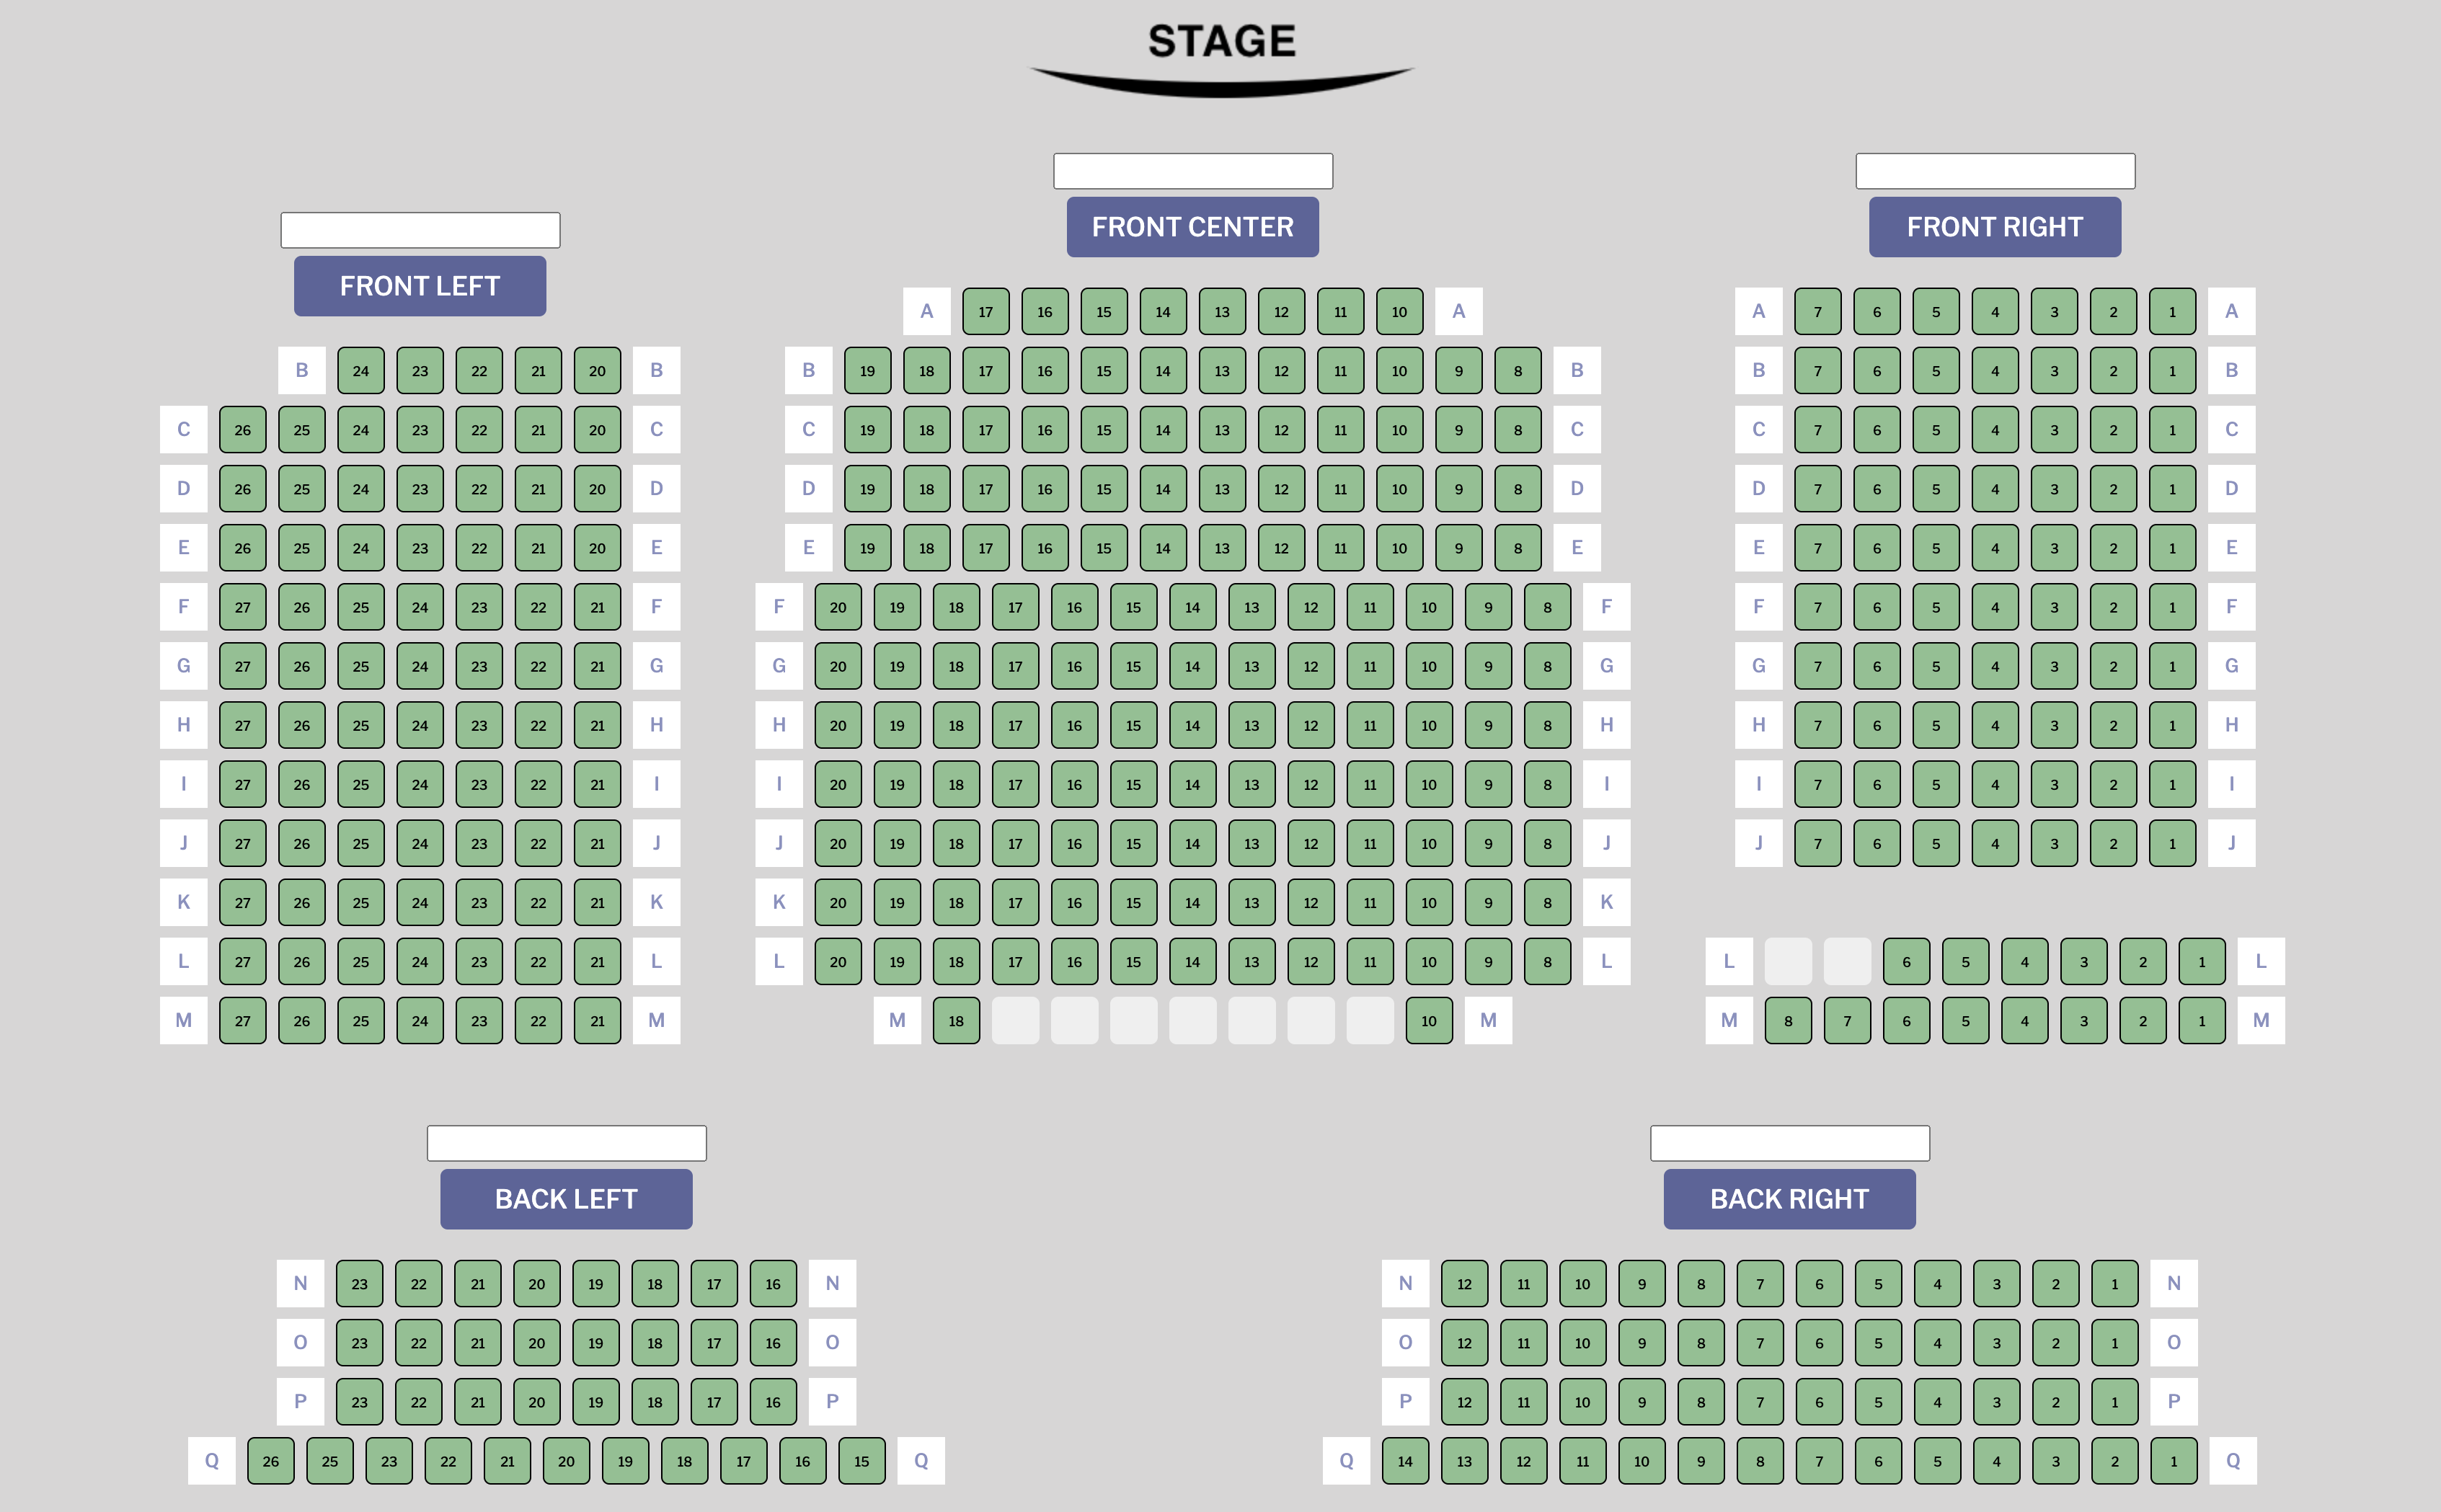 STAGE
FRONT CENTER
FRONT RIGHT
FRONT LEFT
A 17 16 15 14 13 12 11 10 A A 7 6 5 4 3 2 1 A
B 24 23 22 21 20 B B 19 18 17 16 15 14 13 12 11 10 9 8 B B 7 6 5 4 3 2 1 B
C 26 25 24 23 22 21 20 C C 19 18 17 16 15 14 13 12 11 10 9 8 C C 7 6 5 4 3 2 1 C
D 26 25 24 23 22 21 20 D D 19 18 17 16 15 14 13 12 11 10 9 8 D D 7 6 5 4 3 2 1 D
E 26 25 24 23 22 21 20 E E 19 18 17 16 15 14 13 12 11 10 9 8 E E 7 6 5 4 3 2 1 E
F 27 26 25 24 23 22 21 F F 20 19 18 17 16 15 14 13 12 11 10 9 8 F F 7 6 5 4 3 2 1 F
G 27 26 25 24 23 22 21 G G 20 19 18 17 16 15 14 13 12 11 10 9 8 G G 7 6 5 4 3 2 1 G
H 27 26 25 24 23 22 21 H H 20 19 18 17 16 15 14 13 12 11 10 9 8 H H 7 6 5 4 3 2 1 H
I 27 26 25 24 23 22 21 I I 20 19 18 17 16 15 14 13 12 11 10 9 8 I I 7 6 5 4 3 2 1 I
J 27 26 25 24 23 22 21 J J 20 19 18 17 16 15 14 13 12 11 10 9 8 J J 7 6 5 4 3 2 1 J
K 27 26 25 24 23 22 21 K K 20 19 18 17 16 15 14 13 12 11 10 9 8 K
L 27 26 25 24 23 22 21 L L 20 19 18 17 16 15 14 13 12 11 10 9 8 L L 6 5 4 3 2 1 L
M 27 26 25 24 23 22 21 M M 18 10 M M 8 7 6 5 4 3 2 1 M
BACK LEFT
BACK RIGHT
N 23 22 21 20 19 18 17 16 N N 12 11 10 9 8 7 6 5 4 3 2 1 N
O 23 22 21 20 19 18 17 16 O O 12 11 10 9 8 7 6 5 4 3 2 1 O
P 23 22 21 20 19 18 17 16 P P 12 11 10 9 8 7 6 5 4 3 2 1 P
Q 26 25 23 22 21 20 19 18 17 16 15 Q Q 14 13 12 11 10 9 8 7 6 5 4 3 2 1 Q